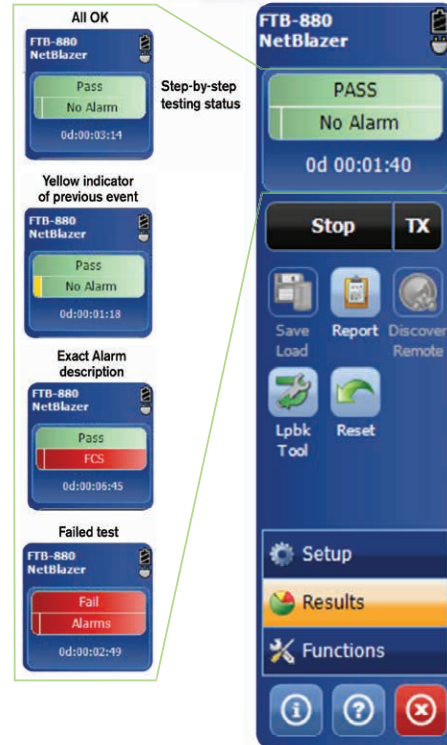 All OK
FTB-880
NetBlazer
Pass
No Alarm
0d:00:03:14
Step-by-step
testing status
Yellow indicator
of previous event
FTB-880
NetBlazer
Pass
No Alarm
0d:00:01:18
Exact Alarm
description
FTB-880
NetBlazer
Pass
FCS
0d:00:06:45
Failed test
FTB-880
NetBlazer
Fail
Alarms
0d:00:02:49
FTB-880
NetBlazer
PASS
No Alarm
0d 00:01:40
Stop
TX
Save
Load
Report
Discover
Remote
Lpbk
Tool
Reset
Setup
Results
Functions